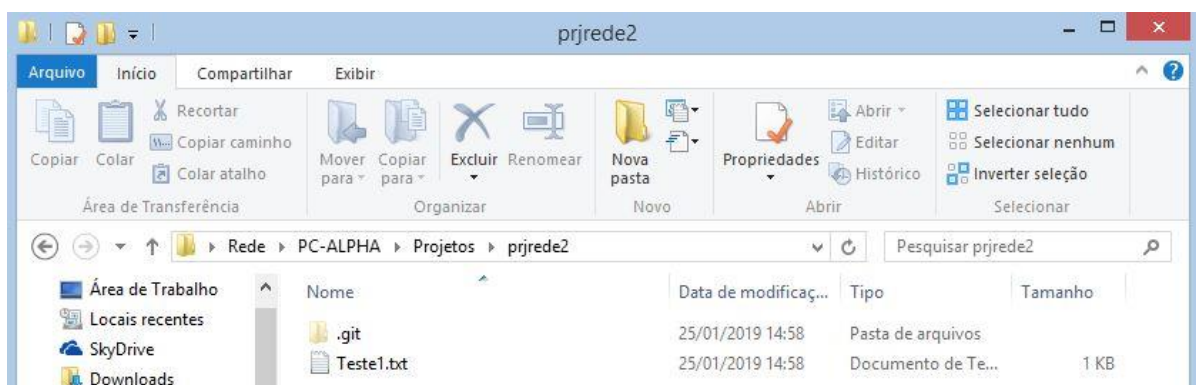 prjrede2
Arquivo Início Compartilhar Exibir
Copiar
Colar
Recortar
Copiar caminho
Colar atalho
Área de Transferência
Mover para
Copiar para
Excluir
Renomear
Organizar
Nova pasta
Novo
Propriedades
Abrir
Editar
Histórico
Abrir
Selecionar tudo
Selecionar nenhum
Inverter seleção
Selecionar
Rede PC-ALPHA Projetos prjrede2
Pesquisar prjrede2
Área de Trabalho
Locais recentes
SkyDrive
Downloads
Nome Data de modificaç... Tipo Tamanho
.git 25/01/2019 14:58 Pasta de arquivos
Teste1.txt 25/01/2019 14:58 Documento de Te... 1 KB